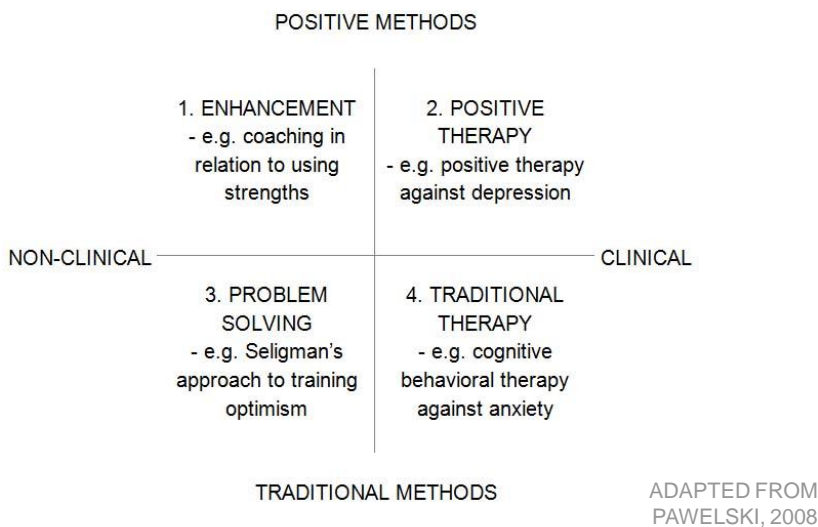 POSITIVE METHODS
1. ENHANCEMENT
- e.g. coaching in
relation to using
strengths
2. POSITIVE
THERAPY
- e.g. positive therapy
against depression
NON-CLINICAL
CLINICAL
3. PROBLEM
SOLVING
- e.g. Seligman's
approach to training
optimism
4. TRADITIONAL
THERAPY
- e.g. cognitive
behavioral therapy
against anxiety
TRADITIONAL METHODS
ADAPTED FROM
PAWELSKI, 2008